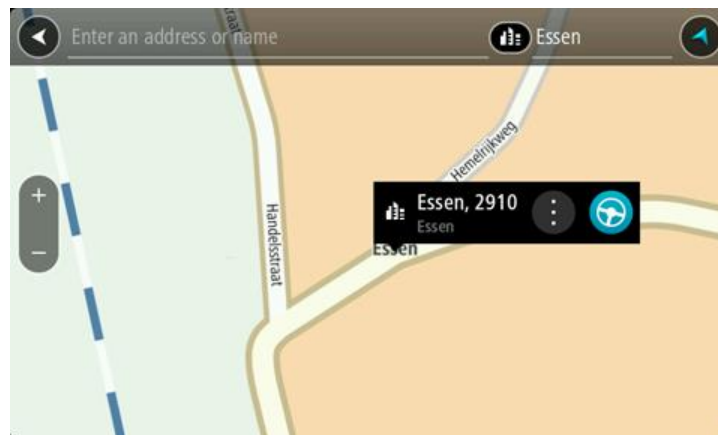 Enter an address or name
Essen
Hemelrijkweg
Essen, 2910
Essen
Handelsstraat
Essen